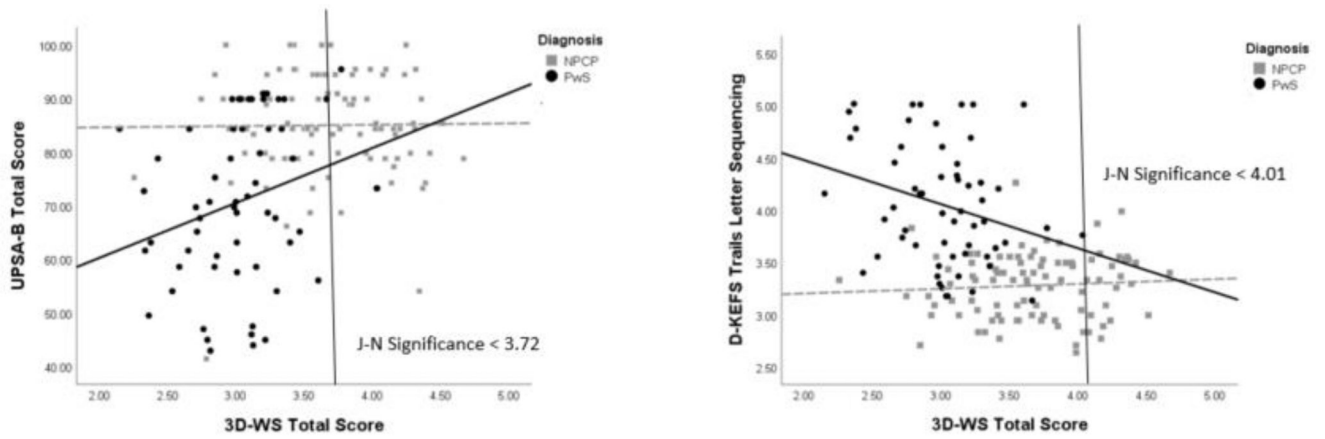 Diagnosis
NPCP
PwS
100.00
90.00
80.00
70.00
60.00
50.00
40.00
UPSA-B Total Score
J-N Significance < 3.72
2.00 2.50 3.00 3.50 4.00 4.50 5.00
3D-WS Total Score
Diagnosis
NPCP
PwS
5.50
5.00
4.50
4.00
3.50
3.00
2.50
D-KEFS Trails Letter Sequencing
J-N Significance < 4.01
2.00 2.50 3.00 3.50 4.00 4.50 5.00
3D-WS Total Score